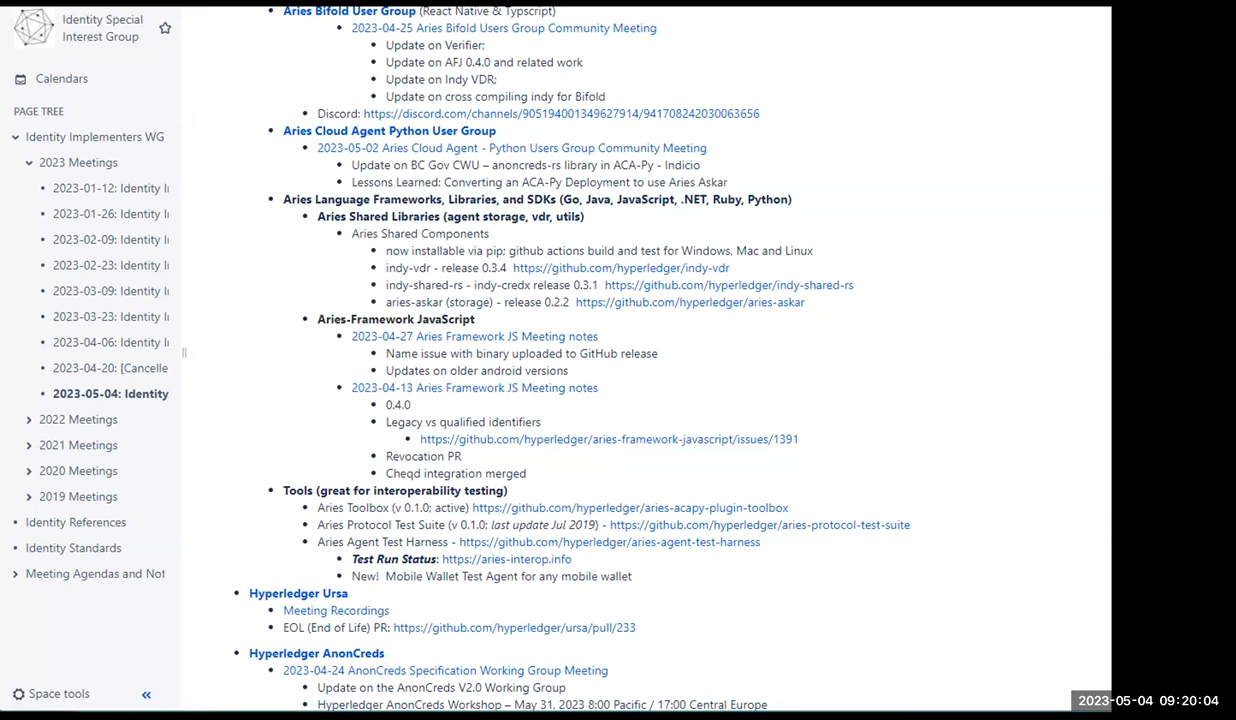 Identity Special
Interest Group
Calendars
PAGE TREE
Identity Implementers WG
2023 Meetings
2023-01-12: Identity I
2023-01-26: Identity I
2023-02-09: Identity I
2023-02-23: Identity I
2023-03-09: Identity I
2023-03-23: Identity I
2023-04-06: Identity I
2023-04-20: [Cancelle
2023-05-04: Identity
2022 Meetings
2021 Meetings
2020 Meetings
2019 Meetings
Identity References
Identity Standards
Meeting Agendas and Not
Space tools
Aries Bifold User Group (React Native & Typscript)
2023-04-25 Aries Bifold Users Group Community Meeting
Update on Verifier;
Update on AFJ 0.4.0 and related work
Update on Indy VDR;
Update on cross compiling indy for Bifold
Discord: https://discord.com/channels/905194001349627914/941708242030063656
Aries Cloud Agent Python User Group
2023-05-02 Aries Cloud Agent - Python Users Group Community Meeting
Update on BC Gov CWU – anoncreds-rs library in ACA-Py - Indicio
Lessons Learned: Converting an ACA-Py Deployment to use Aries Askar
Aries Language Frameworks, Libraries, and SDKs (Go, Java, JavaScript, .NET, Ruby, Python)
Aries Shared Libraries (agent storage, vdr, utils)
Aries Shared Components
now installable via pip; github actions build and test for Windows, Mac and Linux
indy-vdr - release 0.3.4 https://github.com/hyperledger/indy-vdr
indy-shared-rs - indy-credx release 0.3.1 https://github.com/hyperledger/indy-shared-rs
aries-askar (storage) - release 0.2.2 https://github.com/hyperledger/aries-askar
Aries-Framework JavaScript
2023-04-27 Aries Framework JS Meeting notes
Name issue with binary uploaded to GitHub release
Updates on older android versions
2023-04-13 Aries Framework JS Meeting notes
0.4.0
Legacy vs qualified identifiers
https://github.com/hyperledger/aries-framework-javascript/issues/1391
Revocation PR
Cheqd integration merged
Tools (great for interoperability testing)
Aries Toolbox (v 0.1.0; active) https://github.com/hyperledger/aries-acapy-plugin-toolbox
Aries Protocol Test Suite (v 0.1.0; last update Jul 2019) - https://github.com/hyperledger/aries-protocol-test-suite
Aries Agent Test Harness - https://github.com/hyperledger/aries-agent-test-harness
Test Run Status: https://aries-interop.info
New! Mobile Wallet Test Agent for any mobile wallet
Hyperledger Ursa
Meeting Recordings
EOL (End of Life) PR: https://github.com/hyperledger/ursa/pull/233
Hyperledger AnonCreds
2023-04-24 AnonCreds Specification Working Group Meeting
Update on the AnonCreds V2.0 Working Group
Hyperledger AnonCreds Workshop – May 31, 2023 8:00 Pacific / 17:00 Central Europe
2023-05-04 09:20:04